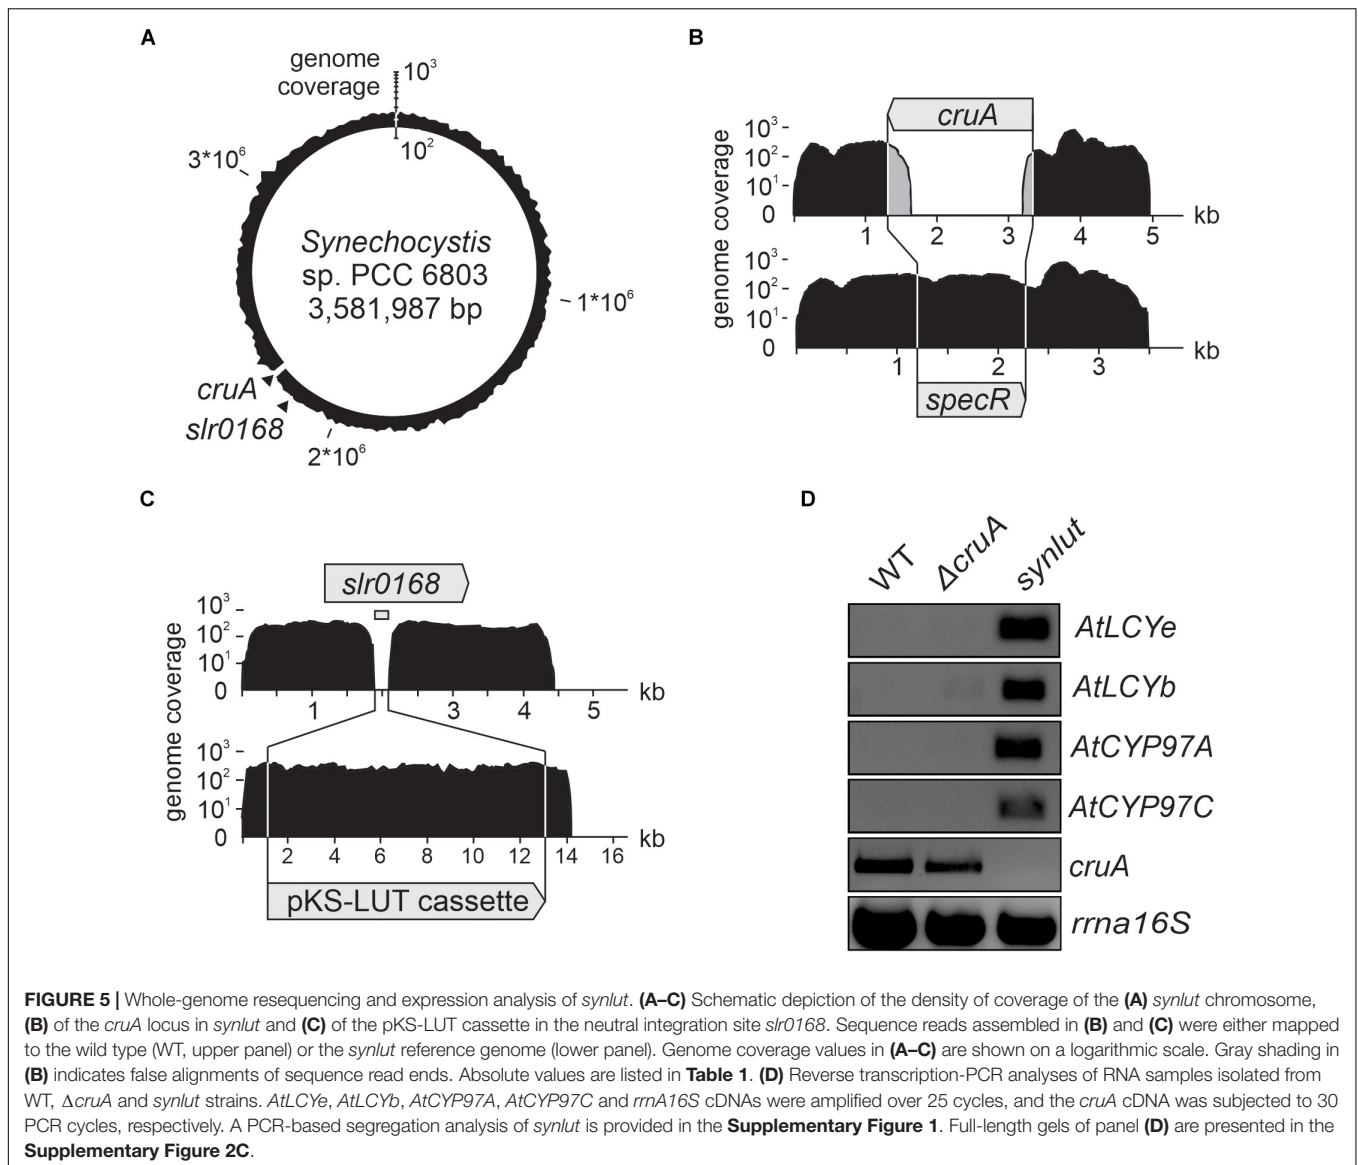 A
genome
coverage
10³
10²
3*10⁶
Synechocystis
sp. PCC 6803
3,581,987 bp
1*10⁶
cruA
slr0168
2*10⁶
B
cruA
genome coverage
10³
10²
10¹
0
1 2 3 4 5 kb
genome coverage
10³
10²
10¹
0
1 2 3 kb
specR
C
slr0168
genome coverage
10³
10²
10¹
0
1 3 4 5 kb
genome coverage
10³
10²
10¹
0
2 4 6 8 10 12 14 16 kb
pKS-LUT cassette
D
WT ΔcruA synlut
AtLCYe
AtLCYb
AtCYP97A
AtCYP97C
cruA
rrna16S
FIGURE 5 | Whole-genome resequencing and expression analysis of synlut. (A–C) Schematic depiction of the density of coverage of the (A) synlut chromosome,
(B) of the cruA locus in synlut and (C) of the pKS-LUT cassette in the neutral integration site slr0168. Sequence reads assembled in (B) and (C) were either mapped
to the wild type (WT, upper panel) or the synlut reference genome (lower panel). Genome coverage values in (A–C) are shown on a logarithmic scale. Gray shading in
(B) indicates false alignments of sequence read ends. Absolute values are listed in Table 1. (D) Reverse transcription-PCR analyses of RNA samples isolated from
WT, ΔcruA and synlut strains. AtLCYe, AtLCYb, AtCYP97A, AtCYP97C and rrnA16S cDNAs were amplified over 25 cycles, and the cruA cDNA was subjected to 30
PCR cycles, respectively. A PCR-based segregation analysis of synlut is provided in the Supplementary Figure 1. Full-length gels of panel (D) are presented in the
Supplementary Figure 2C.